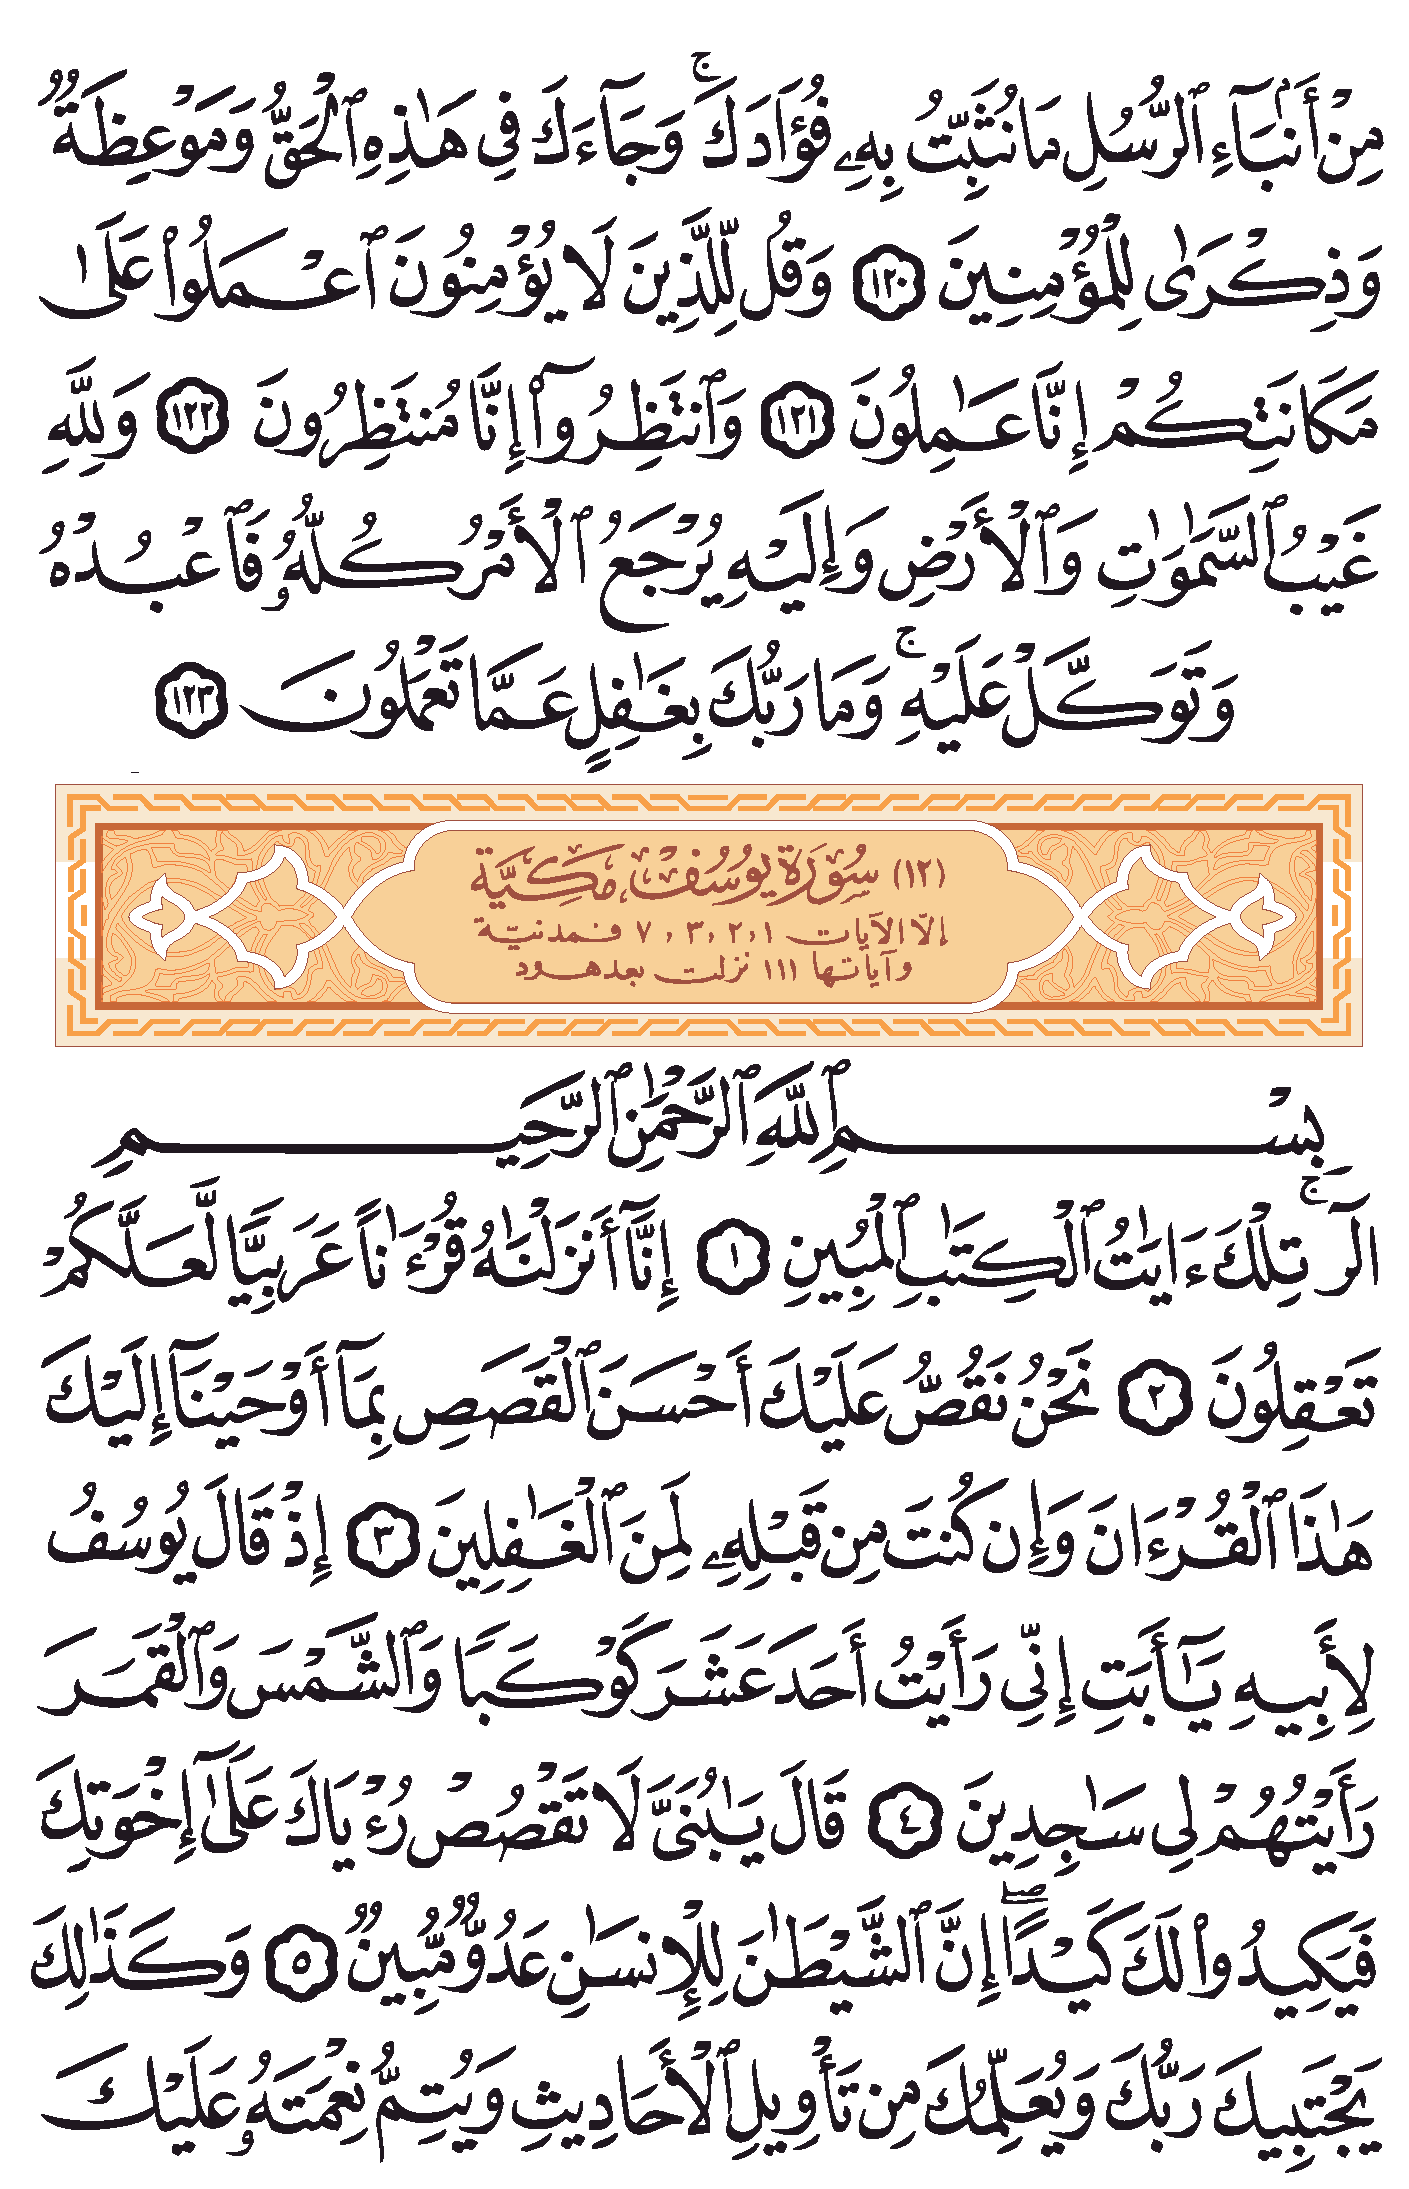 مِنْ أَنۢبَآءِ ٱلرُّسُلِ مَا نُثَبِّتُ بِهِۦ فُؤَادَكَ ۚ وَجَآءَكَ فِى هَٰذِهِ ٱلْحَقُّ وَمَوْعِظَةٌ
وَذِكْرَىٰ لِلْمُؤْمِنِينَ ١٢٠ وَقُل لِّلَّذِينَ لَا يُؤْمِنُونَ ٱعْمَلُوا۟ عَلَىٰ
مَكَانَتِكُمْ إِنَّا عَٰمِلُونَ ١٢١ وَٱنتَظِرُوٓا۟ إِنَّا مُنتَظِرُونَ ١٢٢ وَلِلَّهِ
غَيْبُ ٱلسَّمَٰوَٰتِ وَٱلْأَرْضِ وَإِلَيْهِ يُرْجَعُ ٱلْأَمْرُ كُلُّهُۥ فَٱعْبُدْهُ
وَتَوَكَّلْ عَلَيْهِ ۚ وَمَا رَبُّكَ بِغَٰفِلٍ عَمَّا تَعْمَلُونَ ١٢٣
(١٢) سُورَة يُوسُفْ مَكيَّة
إلّا الآيات ١، ٢، ٣، ٧ فمدنيّة
وآياتها ١١١ نزلت بعد هود
بِسْمِ ٱللَّهِ ٱلرَّحْمَٰنِ ٱلرَّحِيمِ
الٓر ۚ تِلْكَ ءَايَٰتُ ٱلْكِتَٰبِ ٱلْمُبِينِ ١ إِنَّآ أَنزَلْنَٰهُ قُرْءَٰنًا عَرَبِيًّا لَّعَلَّكُمْ
تَعْقِلُونَ ٢ نَحْنُ نَقُصُّ عَلَيْكَ أَحْسَنَ ٱلْقَصَصِ بِمَآ أَوْحَيْنَآ إِلَيْكَ
هَٰذَا ٱلْقُرْءَانَ وَإِن كُنتَ مِن قَبْلِهِۦ لَمِنَ ٱلْغَٰفِلِينَ ٣ إِذْ قَالَ يُوسُفُ
لِأَبِيهِ يَٰٓأَبَتِ إِنِّى رَأَيْتُ أَحَدَ عَشَرَ كَوْكَبًا وَٱلشَّمْسَ وَٱلْقَمَرَ
رَأَيْتُهُمْ لِى سَٰجِدِينَ ٤ قَالَ يَٰبُنَىَّ لَا تَقْصُصْ رُءْيَاكَ عَلَىٰٓ إِخْوَتِكَ
فَيَكِيدُوا۟ لَكَ كَيْدًا ۖ إِنَّ ٱلشَّيْطَٰنَ لِلْإِنسَٰنِ عَدُوٌّ مُّبِينٌ ٥ وَكَذَٰلِكَ
يَجْتَبِيكَ رَبُّكَ وَيُعَلِّمُكَ مِن تَأْوِيلِ ٱلْأَحَادِيثِ وَيُتِمُّ نِعْمَتَهُۥ عَلَيْكَ